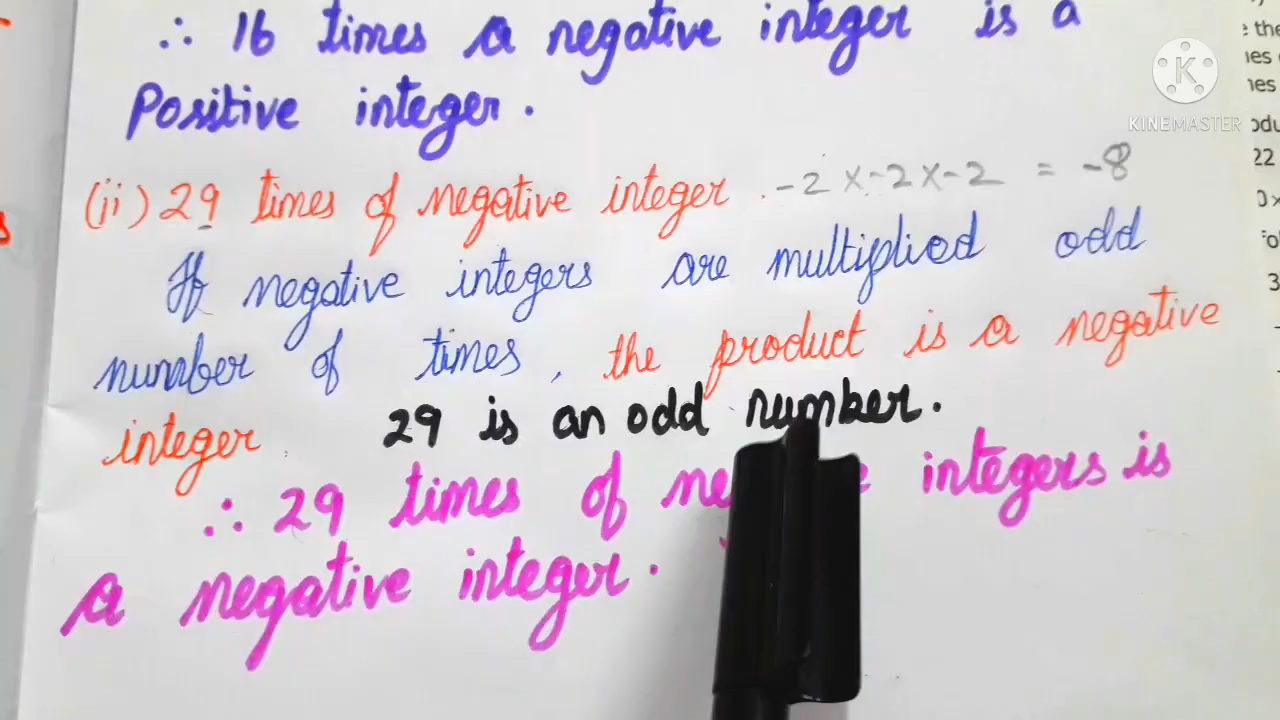 ∴ 16 times a negative integer is a
Positive integer.
(ii) 29 times of negative integer . -2 x -2 x -2 = -8
If negative integers are multiplied odd
number of times, the product is a negative
integer. 29 is an odd number.
∴ 29 times of integers is
a negative integer.
K
KINEMASTER
22